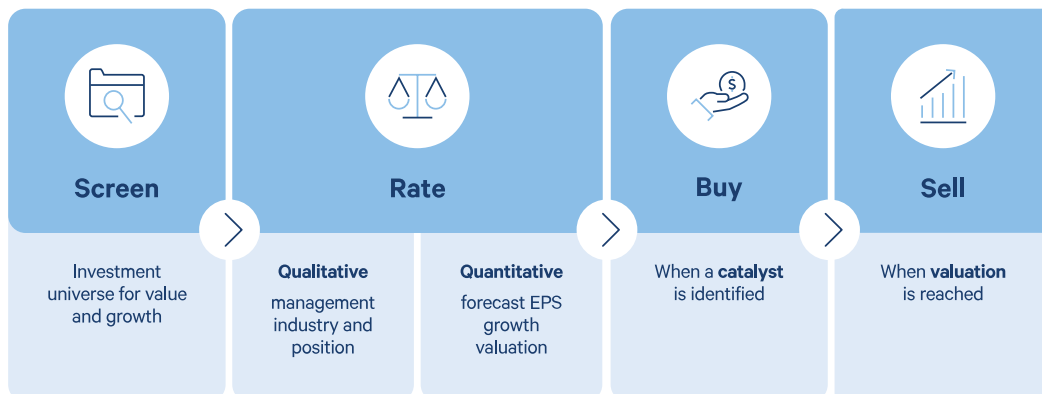 Screen
Investment
universe for value
and growth
Rate
Qualitative
management
industry and
position
Quantitative
forecast EPS
growth
valuation
Buy
$
When a catalyst
is identified
Sell
When valuation
is reached